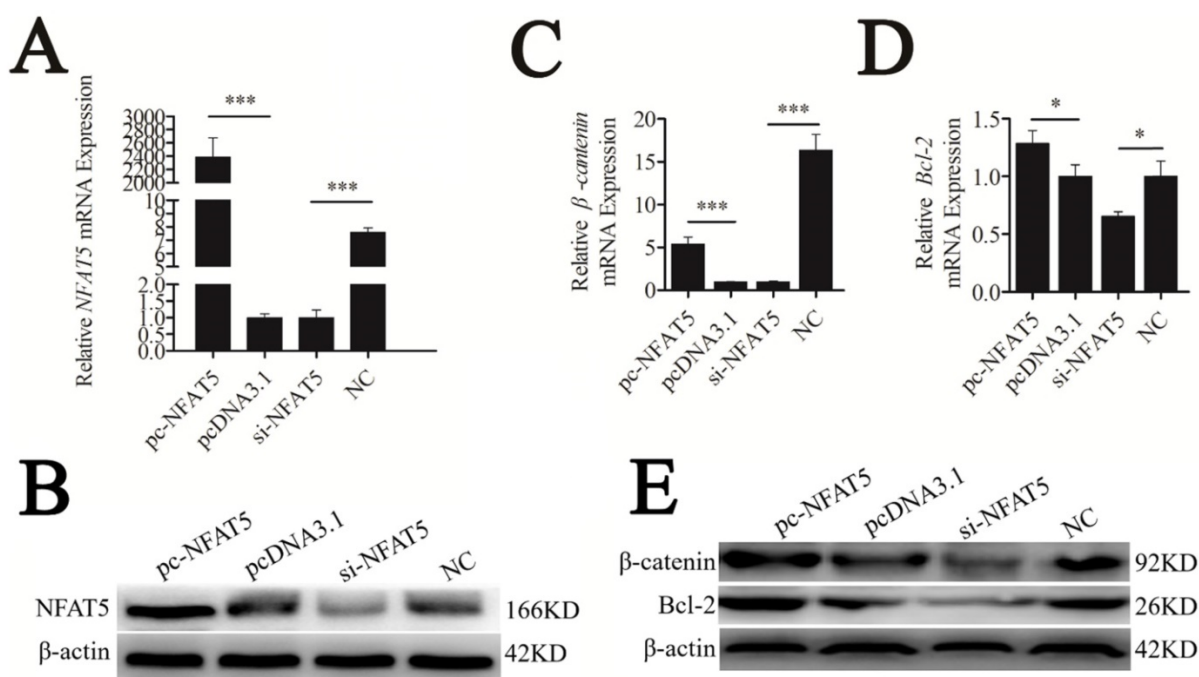 A
Relative NFAT5 mRNA Expression
3000
2800
2600
2400
2200
2000
10
9
8
7
6
5
2.0
1.5
1.0
0.5
0.0
***
***
pc-NFAT5
pcDNA3.1
si-NFAT5
NC
C
Relative β -cantenin
mRNA Expression
20
15
10
5
0
***
***
pc-NFAT5
pcDNA3.1
si-NFAT5
NC
D
Relative Bcl-2
mRNA Expression
1.5
1.0
0.5
0.0
*
*
pc-NFAT5
pcDNA3.1
si-NFAT5
NC
B
pc-NFAT5
pcDNA3.1
si-NFAT5
NC
NFAT5
166KD
β-actin
42KD
E
pc-NFAT5
pcDNA3.1
si-NFAT5
NC
β-catenin
92KD
Bcl-2
26KD
β-actin
42KD